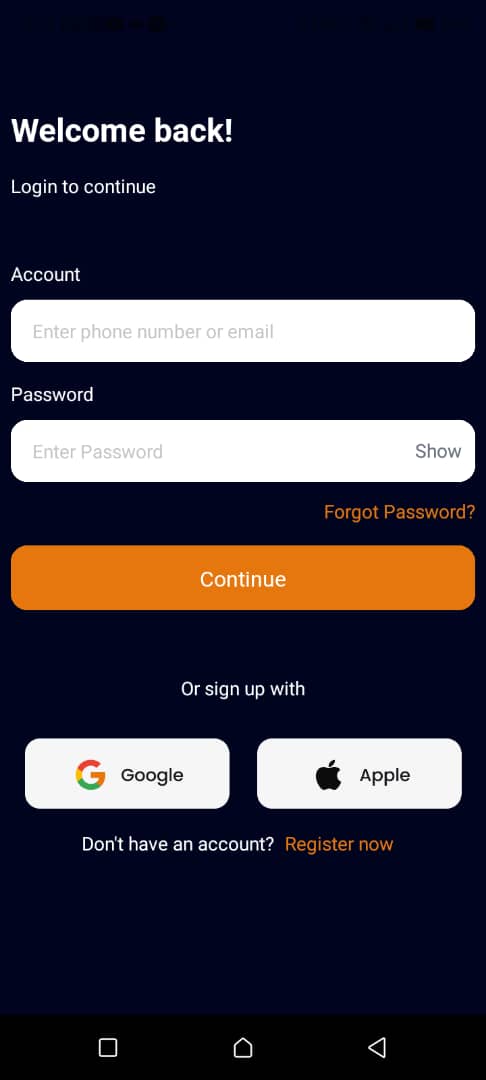 Welcome back!
Login to continue
Account
Enter phone number or email
Password
Enter Password Show
Forgot Password?
Continue
Or sign up with
Google Apple
Don't have an account? Register now